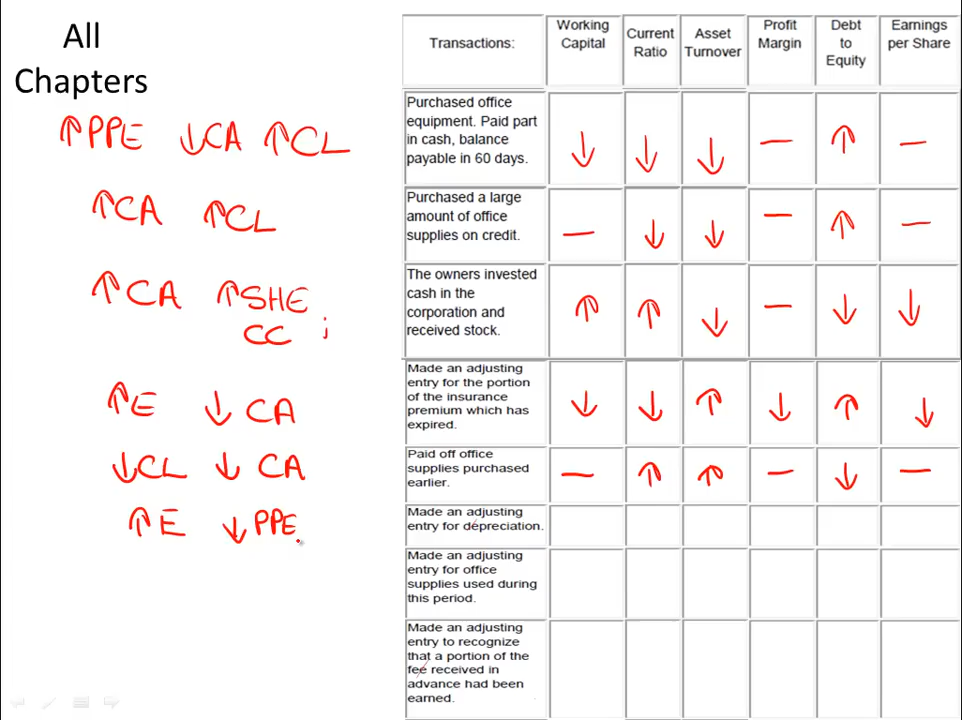 All
Chapters
↑PPE ↓CA ↑CL
↑CA ↑CL
↑CA ↑SHE
CC
↑E ↓CA
↓CL ↓CA
↑E ↓PPE
Transactions:
Working
Capital
Current
Ratio
Asset
Turnover
Profit
Margin
Debt
to
Equity
Earnings
per Share
Purchased office
equipment. Paid part
in cash, balance
payable in 60 days.
↓ ↓ ↓ — ↑ —
Purchased a large
amount of office
supplies on credit.
— ↓ ↓ — ↑ —
The owners invested
cash in the
corporation and
received stock.
↑ ↑ ↓ — ↓ ↓
Made an adjusting
entry for the portion
of the insurance
premium which has
expired.
↓ ↓ ↑ ↓ ↑ ↓
Paid off office
supplies purchased
earlier.
— ↑ ↑ — ↓ —
Made an adjusting
entry for depreciation.
Made an adjusting
entry for office
supplies used during
this period.
Made an adjusting
entry to recognize
that a portion of the
fee received in
advance had been
earned.